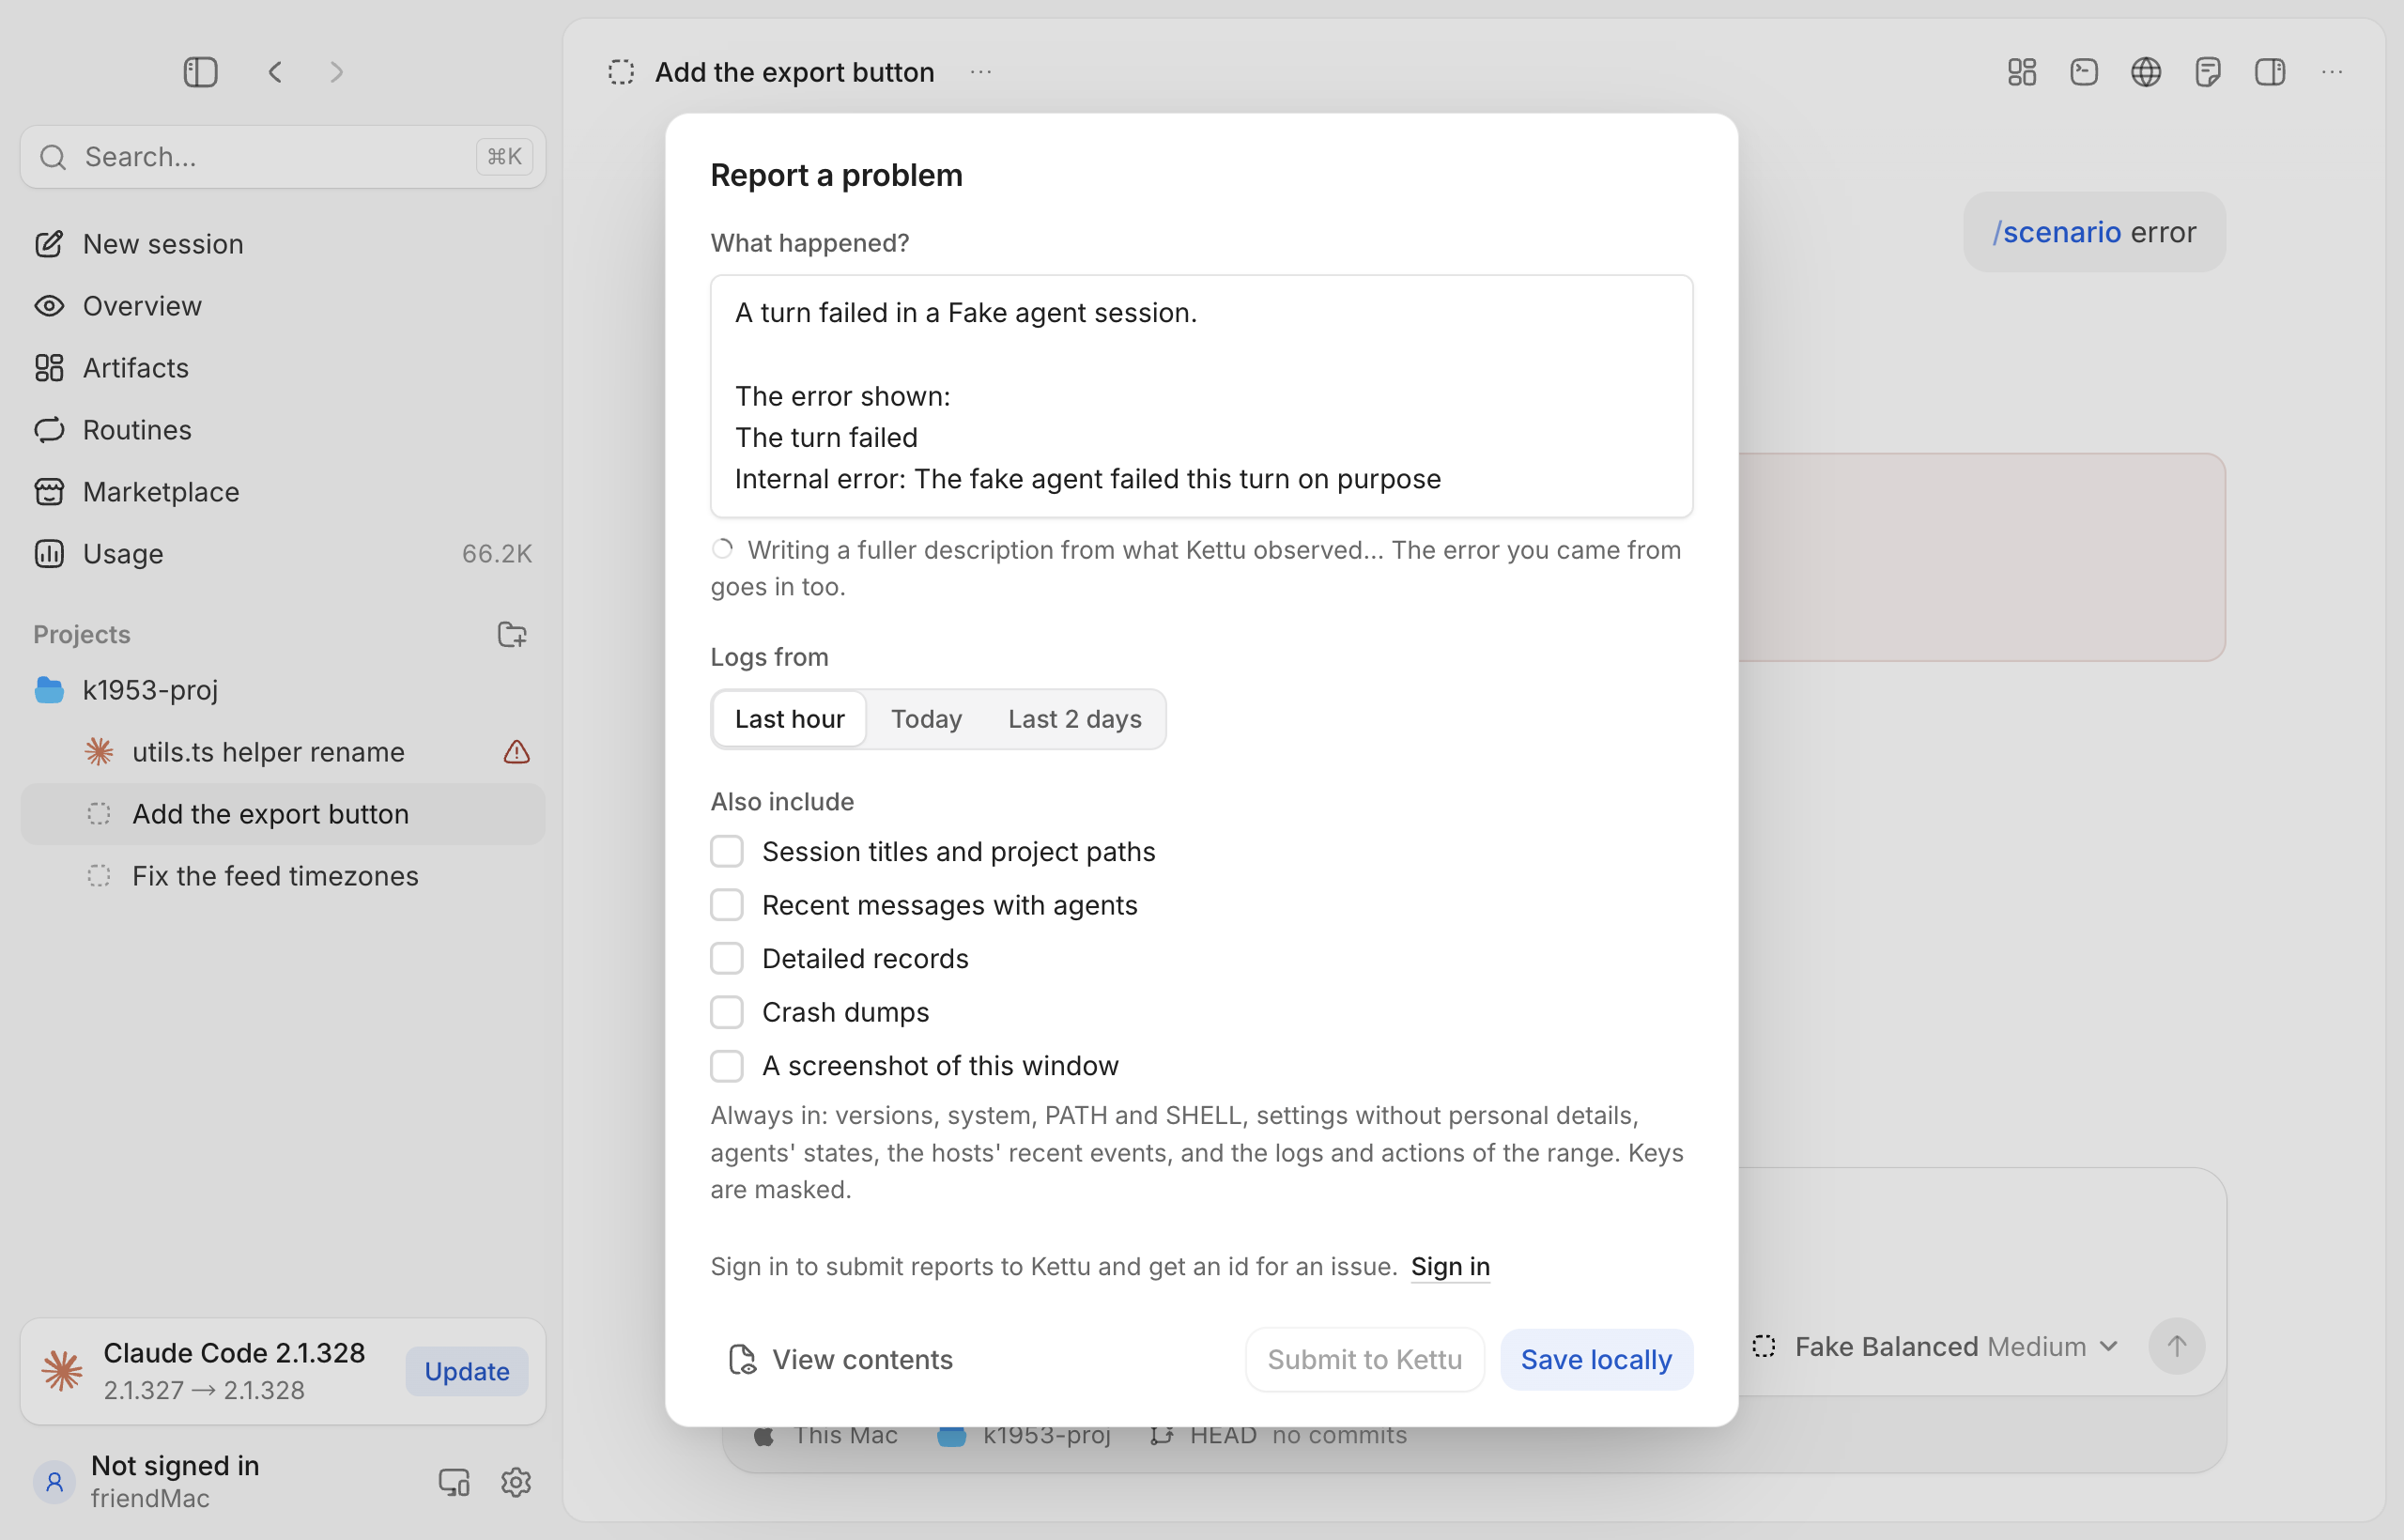 Search...
⌘K
New session
Overview
Artifacts
Routines
Marketplace
Usage
66.2K
Projects
k1953-proj
utils.ts helper rename
Add the export button
Fix the feed timezones
Claude Code 2.1.328
2.1.327 → 2.1.328
Update
Not signed in
friendMac
Add the export button
/scenario error
Report a problem
What happened?
A turn failed in a Fake agent session.
The error shown:
The turn failed
Internal error: The fake agent failed this turn on purpose
Writing a fuller description from what Kettu observed... The error you came from
goes in too.
Logs from
Last hour
Today
Last 2 days
Also include
Session titles and project paths
Recent messages with agents
Detailed records
Crash dumps
A screenshot of this window
Always in: versions, system, PATH and SHELL, settings without personal details,
agents' states, the hosts' recent events, and the logs and actions of the range. Keys
are masked.
Sign in to submit reports to Kettu and get an id for an issue. Sign in
View contents
Submit to Kettu
Save locally
Fake Balanced Medium
This Mac
k1953-proj
HEAD no commits